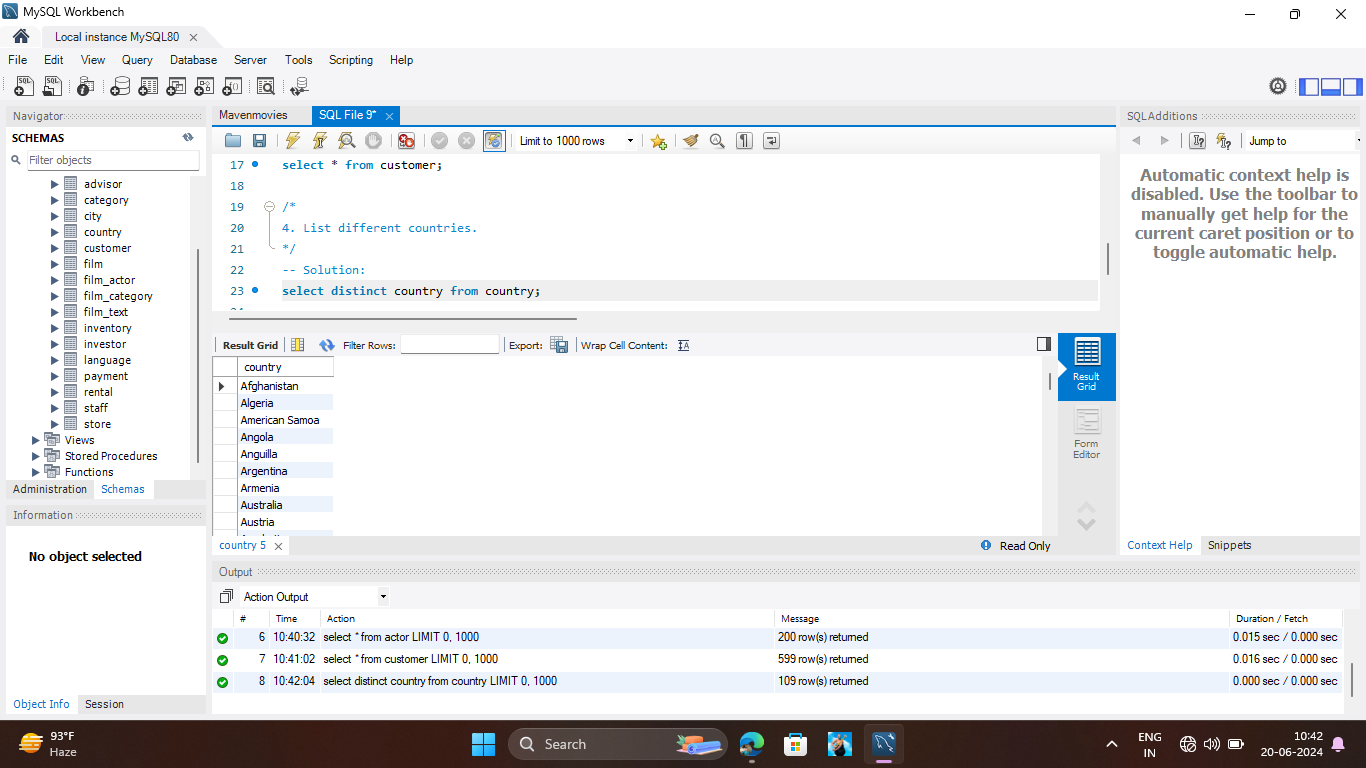 MySQL Workbench
Local instance MySQL80
File Edit View Query Database Server Tools Scripting Help
Navigator
SCHEMAS
Filter objects
advisor
category
city
country
customer
film
film_actor
film_category
film_text
inventory
investor
language
payment
rental
staff
store
Views
Stored Procedures
Functions
Administration Schemas
Information
No object selected
Object Info Session
Mavenmovies SQL File 9*
Limit to 1000 rows
17 select * from customer;
18
19 /*
20 4. List different countries.
21 */
22 -- Solution:
23 select distinct country from country;
Result Grid Filter Rows: Export: Wrap Cell Content:
country
Afghanistan
Algeria
American Samoa
Angola
Anguilla
Argentina
Armenia
Australia
Austria
Result Grid
Form Editor
country 5 Read Only
SQLAdditions
Jump to
Automatic context help is
disabled. Use the toolbar to
manually get help for the
current caret position or to
toggle automatic help.
Context Help Snippets
Output
Action Output
# Time Action Message Duration / Fetch
6 10:40:32 select * from actor LIMIT 0, 1000 200 row(s) returned 0.015 sec / 0.000 sec
7 10:41:02 select * from customer LIMIT 0, 1000 599 row(s) returned 0.016 sec / 0.000 sec
8 10:42:04 select distinct country from country LIMIT 0, 1000 109 row(s) returned 0.000 sec / 0.000 sec
93°F
Haze
Search
ENG
IN
10:42
20-06-2024